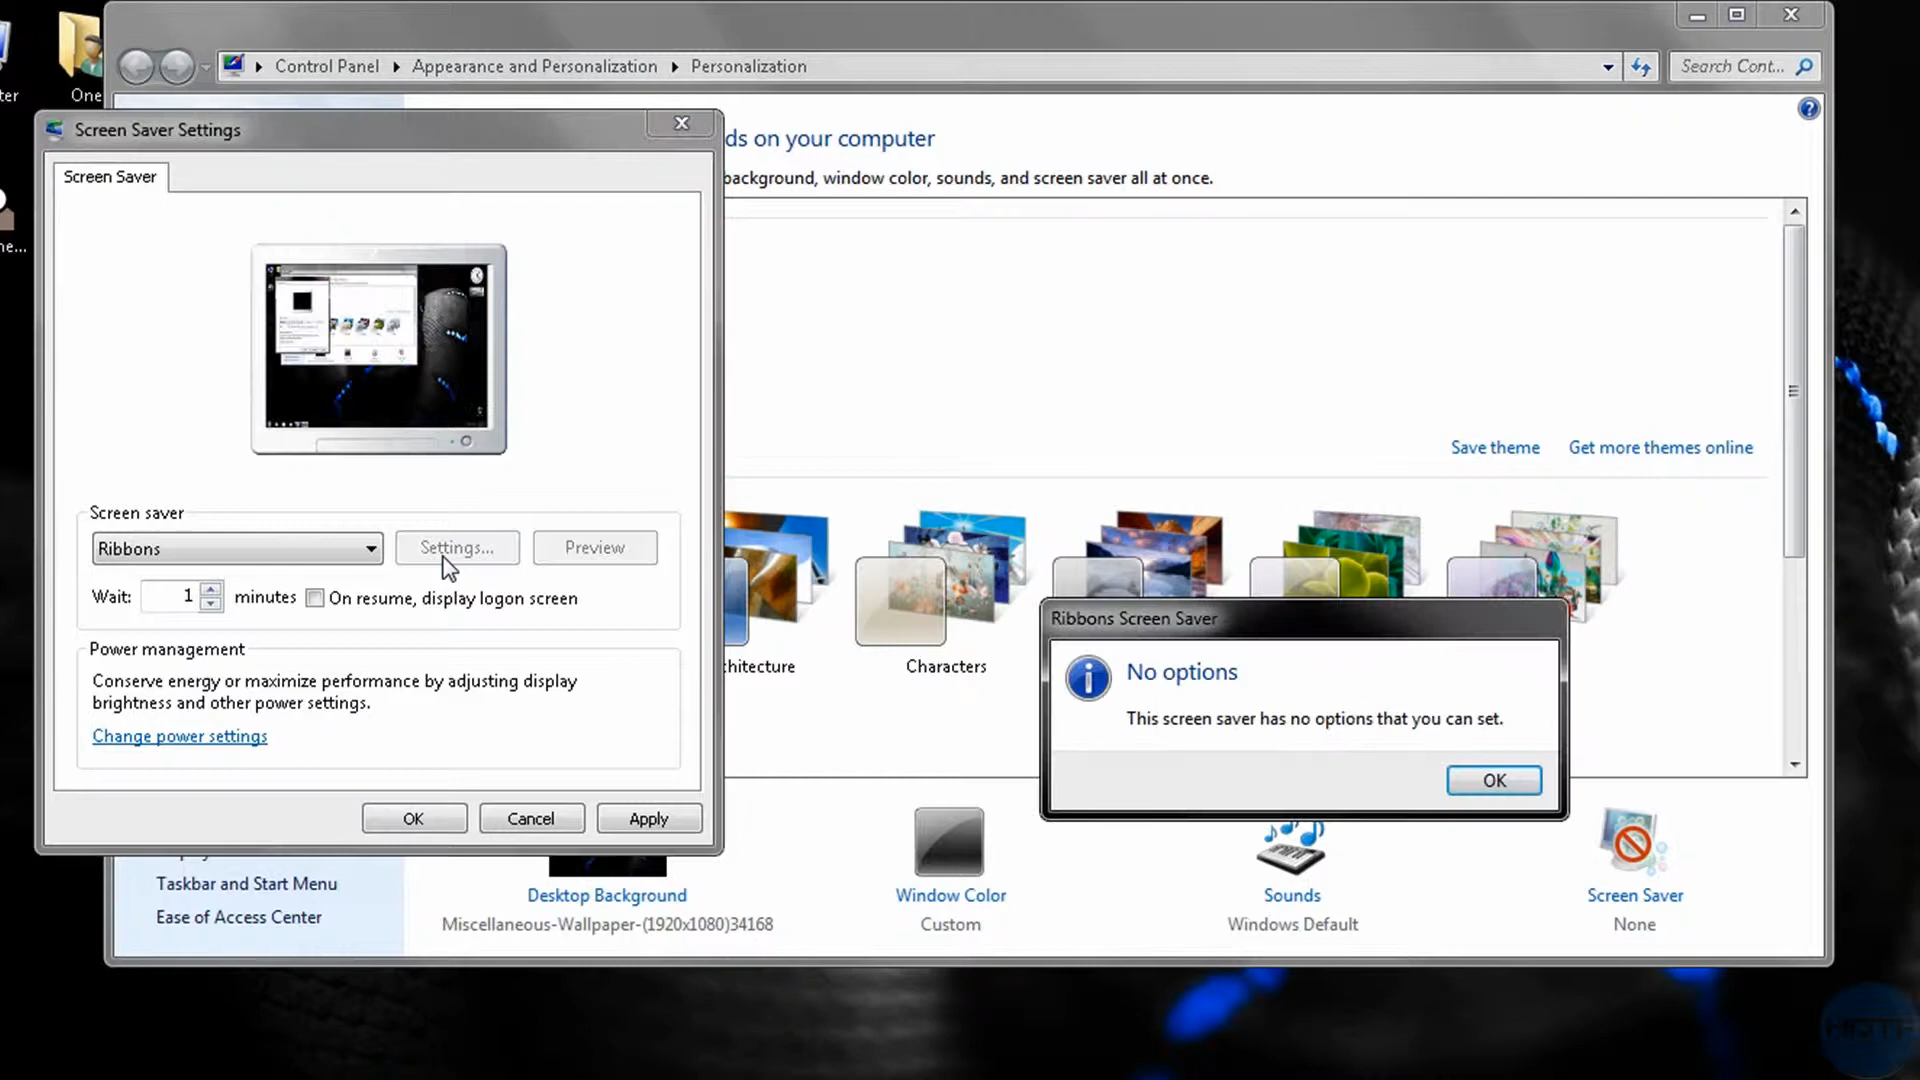 ter
One
ne...
Control Panel
Appearance and Personalization
Personalization
Search Cont...
Screen Saver Settings
Screen Saver
ds on your computer
background, window color, sounds, and screen saver all at once.
Save theme
Get more themes online
Screen saver
Ribbons
Settings...
Preview
Wait:
1
minutes
On resume, display logon screen
Power management
Conserve energy or maximize performance by adjusting display
brightness and other power settings.
Change power settings
OK
Cancel
Apply
chitecture
Characters
Ribbons Screen Saver
No options
This screen saver has no options that you can set.
OK
Taskbar and Start Menu
Ease of Access Center
Desktop Background
Miscellaneous-Wallpaper-(1920x1080)34168
Window Color
Custom
Sounds
Windows Default
Screen Saver
None